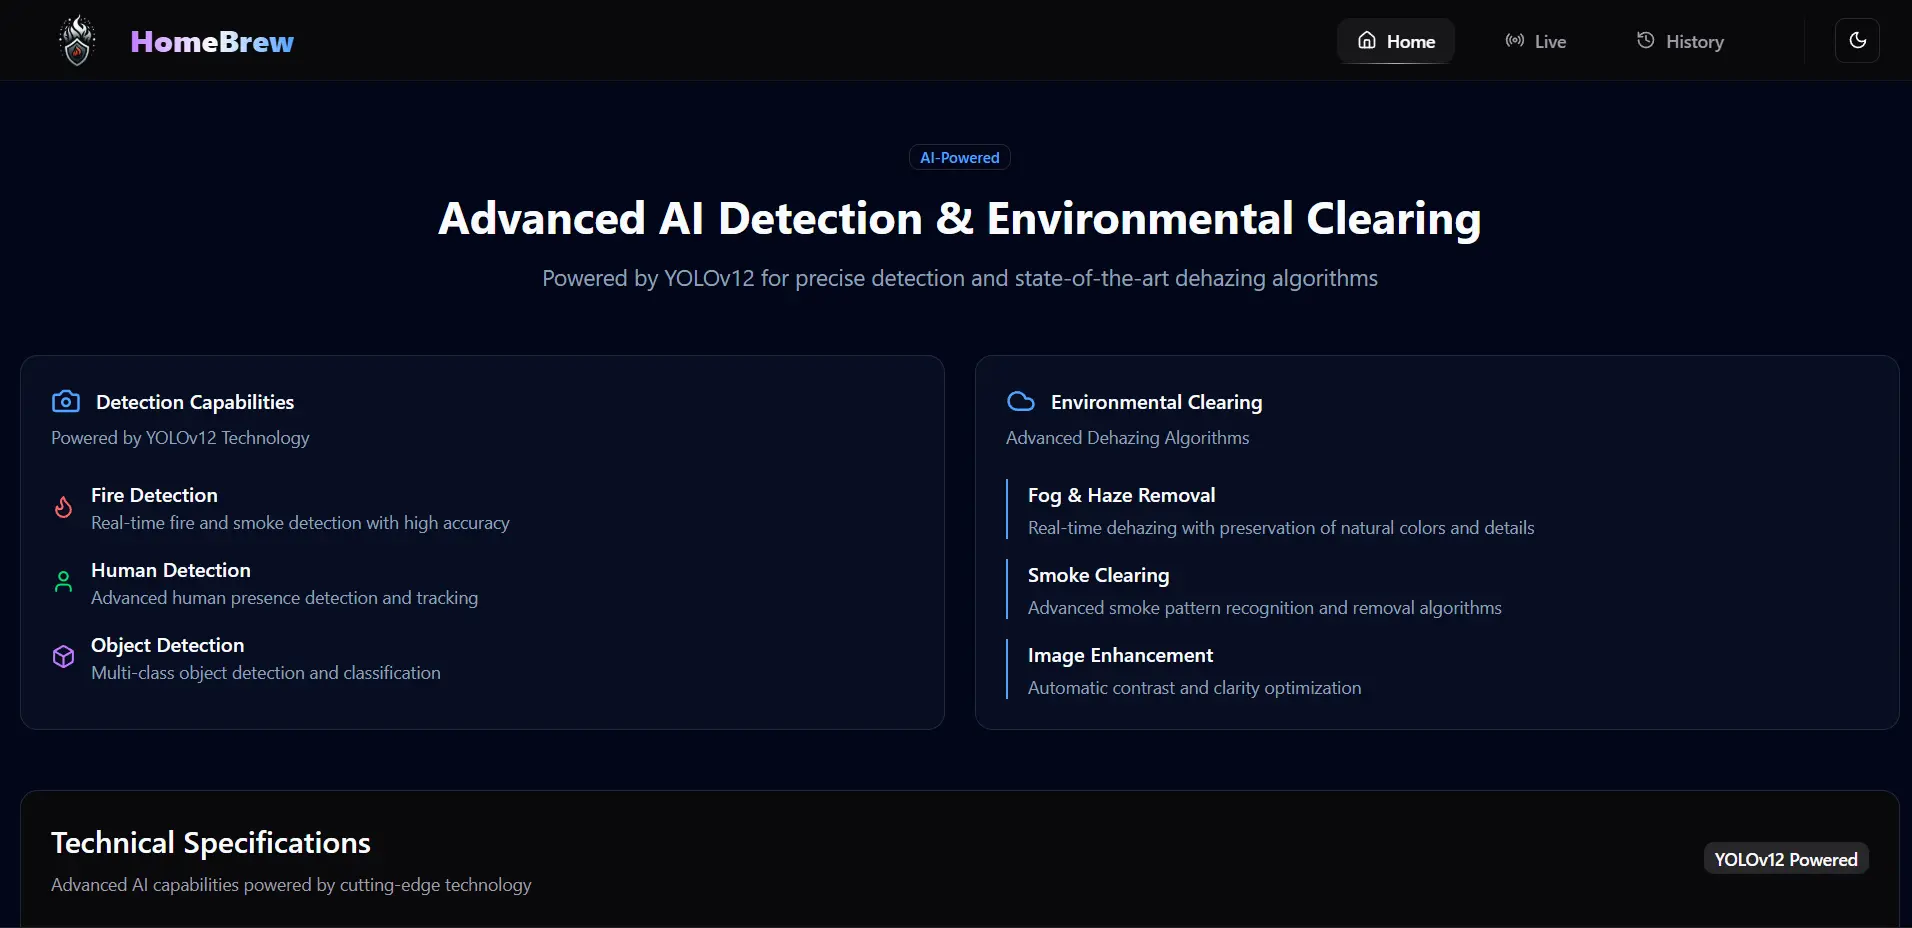 HomeBrew
Home
Live
History
AI-Powered
Advanced AI Detection & Environmental Clearing
Powered by YOLOv12 for precise detection and state-of-the-art dehazing algorithms
Detection Capabilities
Powered by YOLOv12 Technology
Fire Detection
Real-time fire and smoke detection with high accuracy
Human Detection
Advanced human presence detection and tracking
Object Detection
Multi-class object detection and classification
Environmental Clearing
Advanced Dehazing Algorithms
Fog & Haze Removal
Real-time dehazing with preservation of natural colors and details
Smoke Clearing
Advanced smoke pattern recognition and removal algorithms
Image Enhancement
Automatic contrast and clarity optimization
Technical Specifications
Advanced AI capabilities powered by cutting-edge technology
YOLOv12 Powered